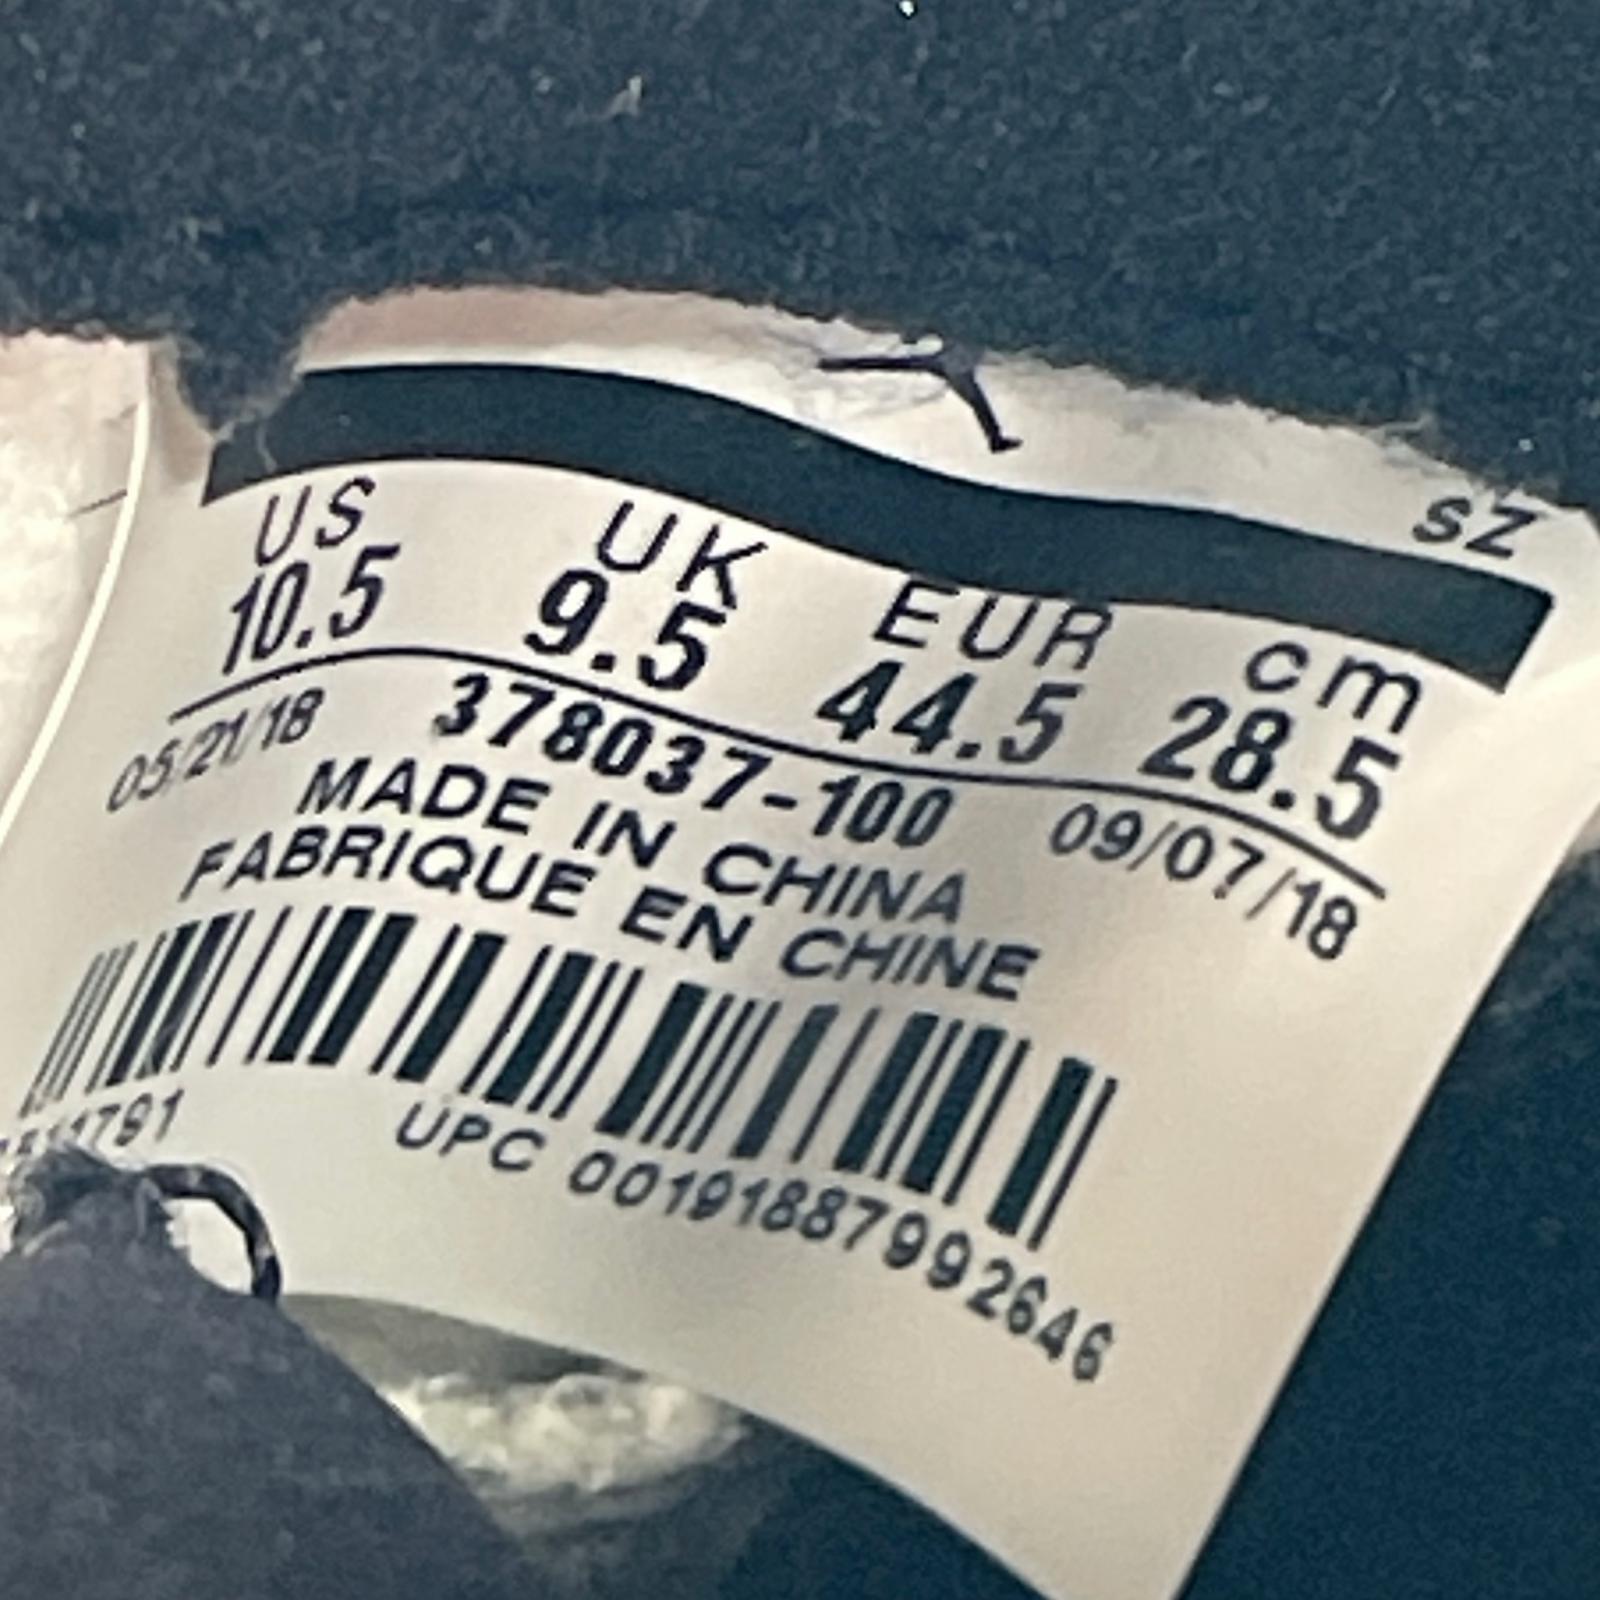 SZ
US UK EUR cm
10.5 9.5 44.5 28.5
05/21/18 378037-100 09/07/18
MADE IN CHINA
FABRIQUE EN CHINE
UPC 00191887992646